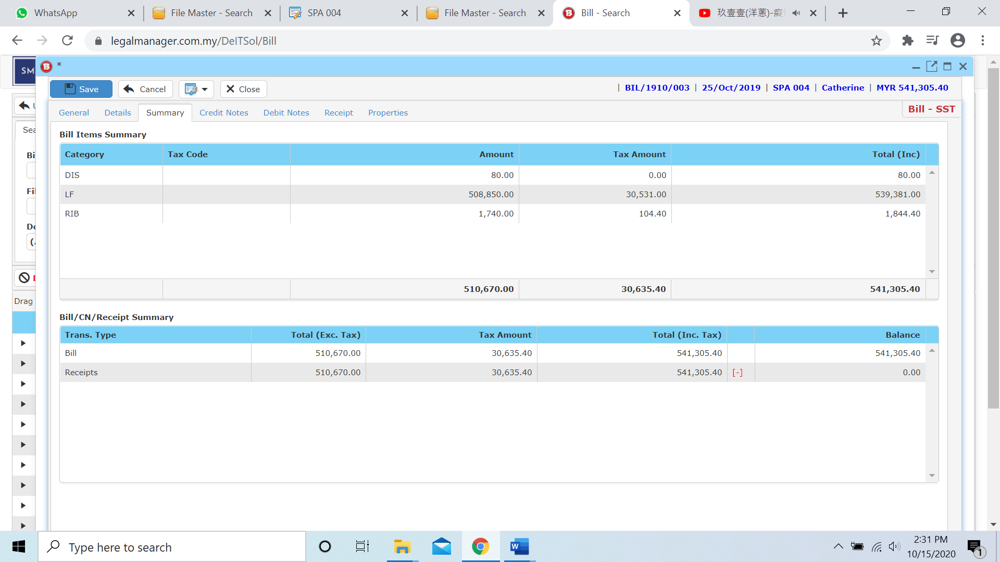 WhatsApp File Master - Search SPA 004 File Master - Search Bill - Search 玖壹壹(洋蔥)-癡
legalmanager.com.my/DeITSol/Bill
SM
*
Save Cancel Close | BIL/1910/003 | 25/Oct/2019 | SPA 004 | Catherine | MYR 541,305.40
General Details Summary Credit Notes Debit Notes Receipt Properties Bill - SST
Sea
Bill Items Summary
Category Tax Code Amount Tax Amount Total (Inc)
Bi
DIS 80.00 0.00 80.00
Fil
LF 508,850.00 30,531.00 539,381.00
RIB 1,740.00 104.40 1,844.40
De
(
510,670.00 30,635.40 541,305.40
Drag
Bill/CN/Receipt Summary
Trans. Type Total (Exc. Tax) Tax Amount Total (Inc. Tax) Balance
Bill 510,670.00 30,635.40 541,305.40 541,305.40
Receipts 510,670.00 30,635.40 541,305.40 [-] 0.00
Type here to search
2:31 PM
10/15/2020
1